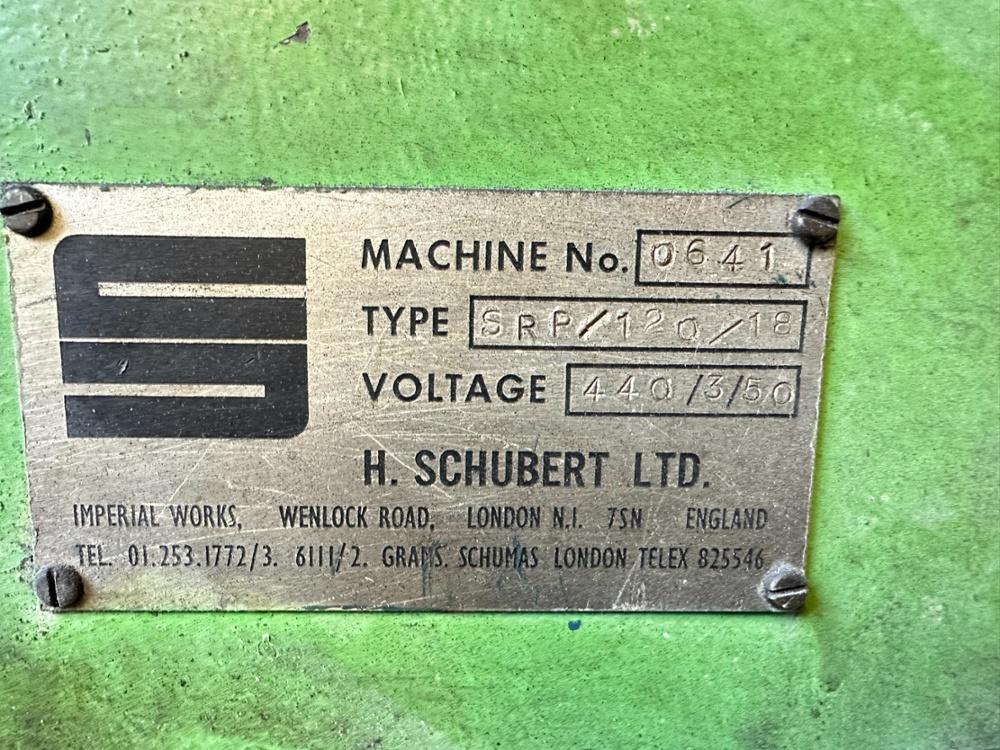 MACHINE No. 0641
TYPE SRP/120/18
VOLTAGE 440/3/50
H. SCHUBERT LTD.
IMPERIAL WORKS, WENLOCK ROAD, LONDON N.I. 7SN ENGLAND
TEL. 01.253.1772/3. 6111/2. GRAMS. SCHUMAS LONDON TELEX 825546